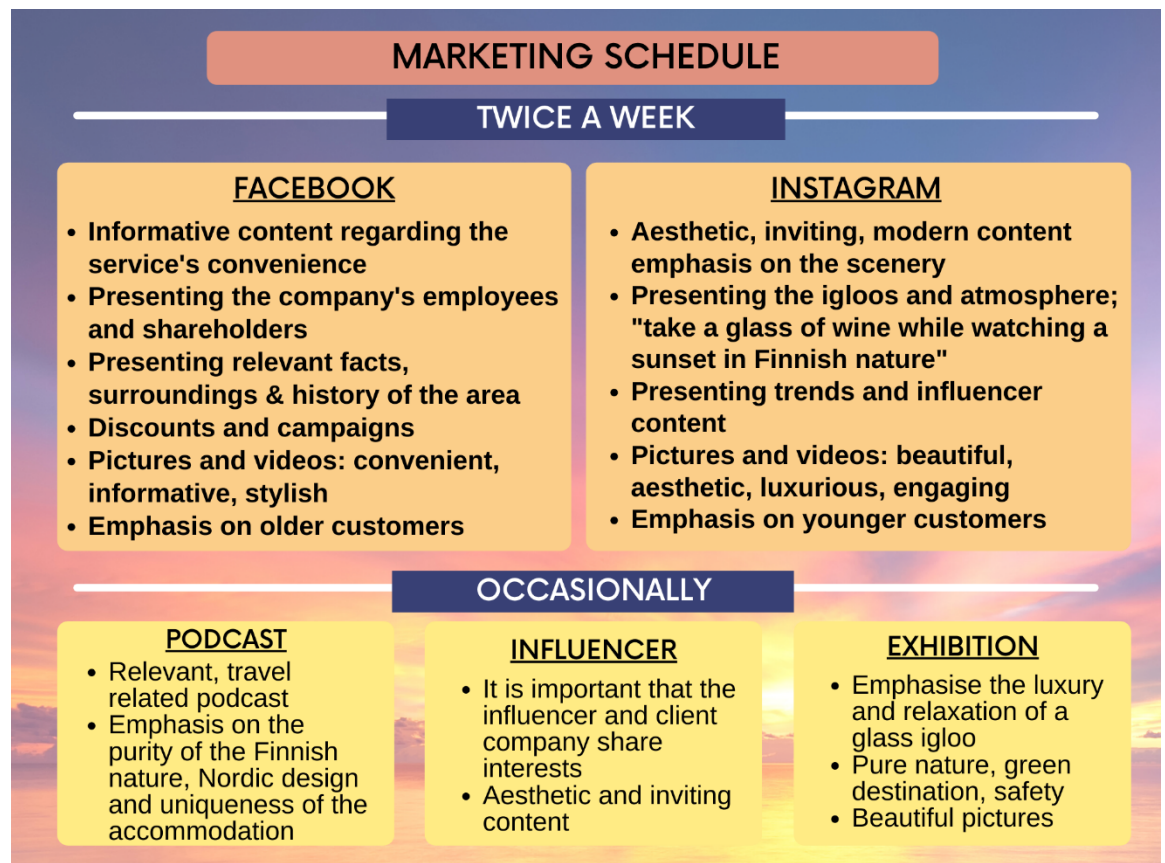 MARKETING SCHEDULE
TWICE A WEEK
FACEBOOK
• Informative content regarding the
service's convenience
• Presenting the company's employees
and shareholders
• Presenting relevant facts,
surroundings & history of the area
• Discounts and campaigns
• Pictures and videos: convenient,
informative, stylish
• Emphasis on older customers
INSTAGRAM
• Aesthetic, inviting, modern content
emphasis on the scenery
• Presenting the igloos and atmosphere;
"take a glass of wine while watching a
sunset in Finnish nature"
• Presenting trends and influencer
content
• Pictures and videos: beautiful,
aesthetic, luxurious, engaging
• Emphasis on younger customers
OCCASIONALLY
PODCAST
• Relevant, travel
related podcast
• Emphasis on the
purity of the Finnish
nature, Nordic design
and uniqueness of the
accommodation
INFLUENCER
• It is important that the
influencer and client
company share
interests
• Aesthetic and inviting
content
EXHIBITION
• Emphasise the luxury
and relaxation of a
glass igloo
• Pure nature, green
destination, safety
• Beautiful pictures